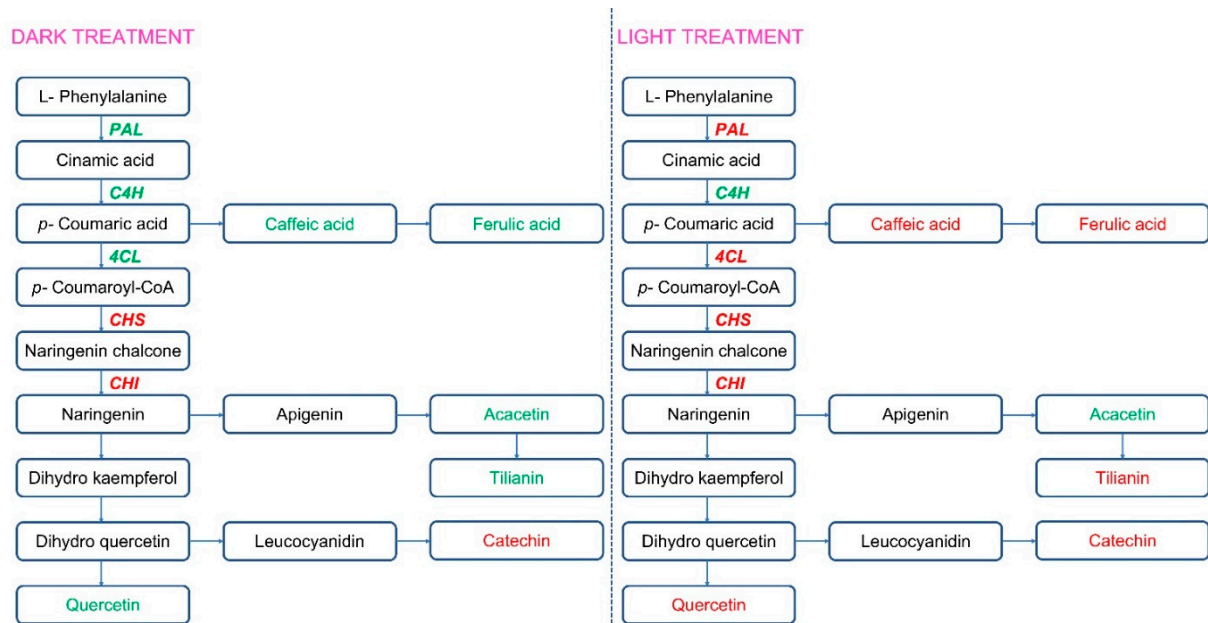 DARK TREATMENT
L- Phenylalanine
PAL
Cinamic acid
C4H
p- Coumaric acid
Caffeic acid
Ferulic acid
4CL
p- Coumaroyl-CoA
CHS
Naringenin chalcone
CHI
Naringenin
Apigenin
Acacetin
Dihydro kaempferol
Tilianin
Dihydro quercetin
Leucocyanidin
Catechin
Quercetin
LIGHT TREATMENT
L- Phenylalanine
PAL
Cinamic acid
C4H
p- Coumaric acid
Caffeic acid
Ferulic acid
4CL
p- Coumaroyl-CoA
CHS
Naringenin chalcone
CHI
Naringenin
Apigenin
Acacetin
Dihydro kaempferol
Tilianin
Dihydro quercetin
Leucocyanidin
Catechin
Quercetin